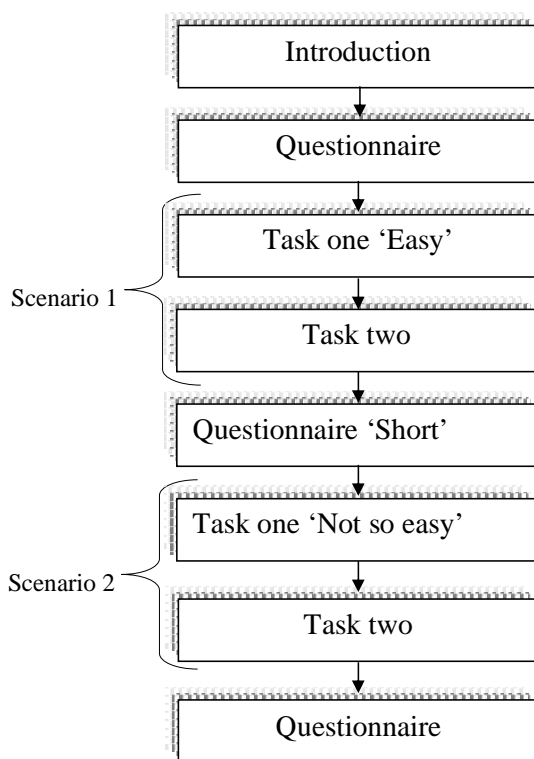 Introduction
Questionnaire
Task one ‘Easy’
Scenario 1
Task two
Questionnaire ‘Short’
Task one ‘Not so easy’
Scenario 2
Task two
Questionnaire